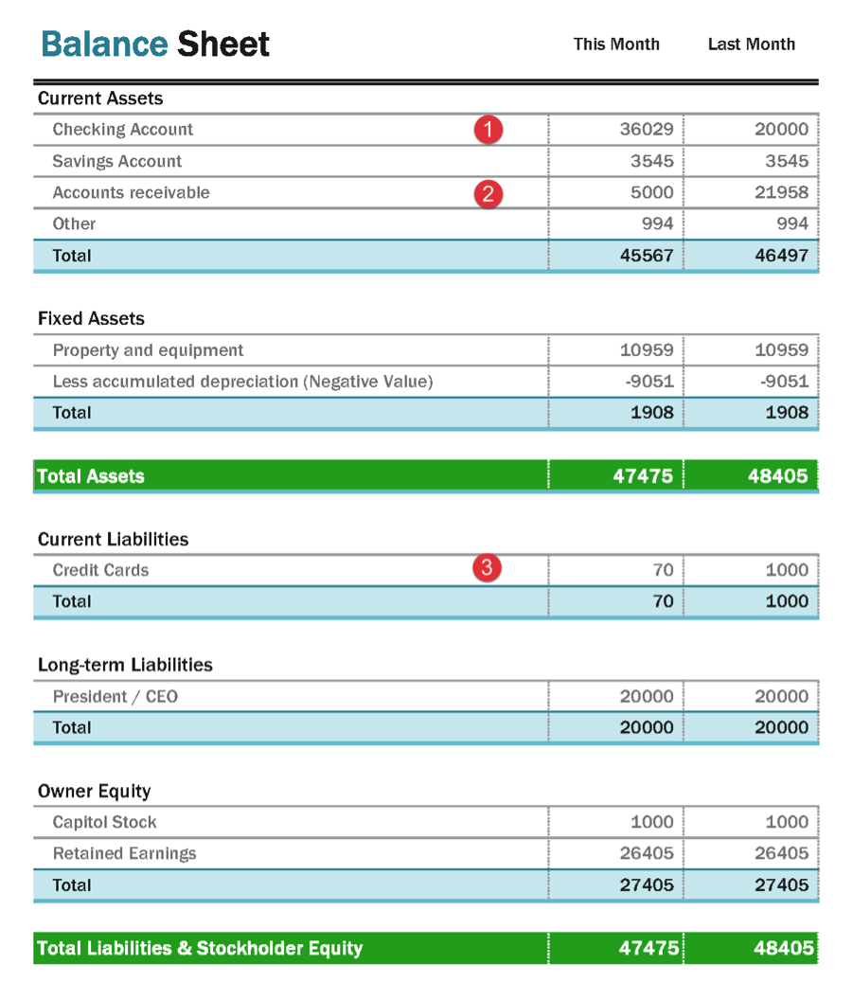 Balance Sheet This Month Last Month
Current Assets
Checking Account 1 36029 20000
Savings Account 3545 3545
Accounts receivable 2 5000 21958
Other 994 994
Total 45567 46497
Fixed Assets
Property and equipment 10959 10959
Less accumulated depreciation (Negative Value) -9051 -9051
Total 1908 1908
Total Assets 47475 48405
Current Liabilities
Credit Cards 3 70 1000
Total 70 1000
Long-term Liabilities
President / CEO 20000 20000
Total 20000 20000
Owner Equity
Capitol Stock 1000 1000
Retained Earnings 26405 26405
Total 27405 27405
Total Liabilities & Stockholder Equity 47475 48405